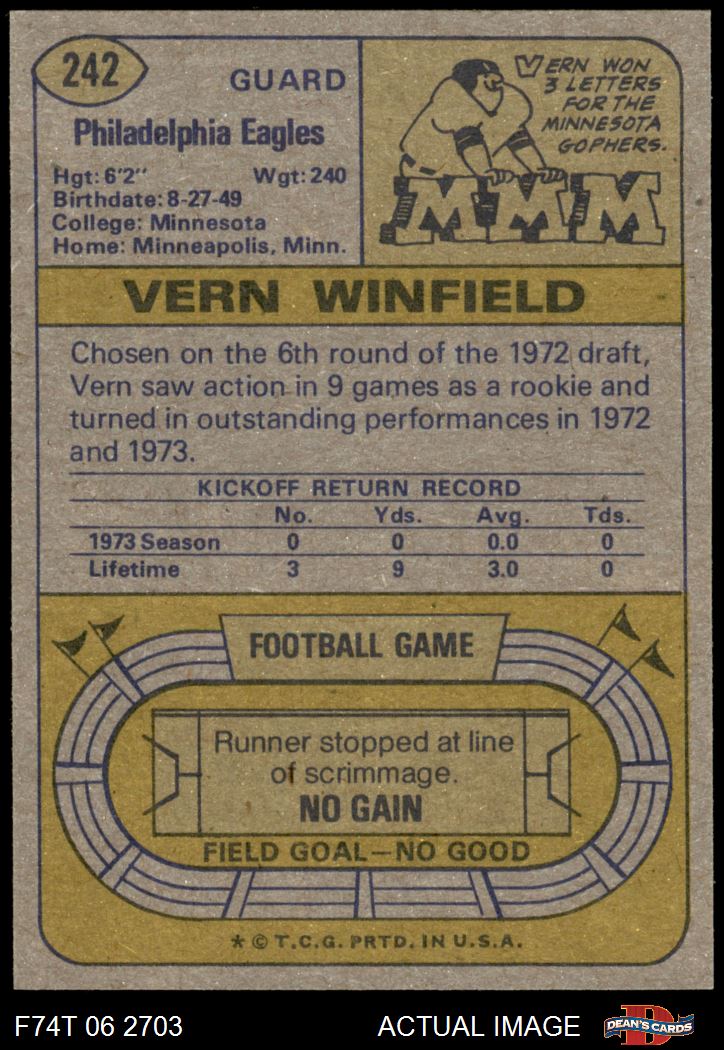 242
GUARD
Philadelphia Eagles
Hgt: 6'2" Wgt: 240
Birthdate: 8-27-49
College: Minnesota
Home: Minneapolis, Minn.
VERN WON
3 LETTERS
FOR THE
MINNESOTA
GOPHERS.
MMM
VERN WINFIELD
Chosen on the 6th round of the 1972 draft,
Vern saw action in 9 games as a rookie and
turned in outstanding performances in 1972
and 1973.
KICKOFF RETURN RECORD
No. Yds. Avg. Tds.
1973 Season 0 0 0.0 0
Lifetime 3 9 3.0 0
FOOTBALL GAME
Runner stopped at line
of scrimmage.
NO GAIN
FIELD GOAL—NO GOOD
* © T.C.G. PRTD. IN U.S.A.
F74T 06 2703 ACTUAL IMAGE D DEAN'S CARDS